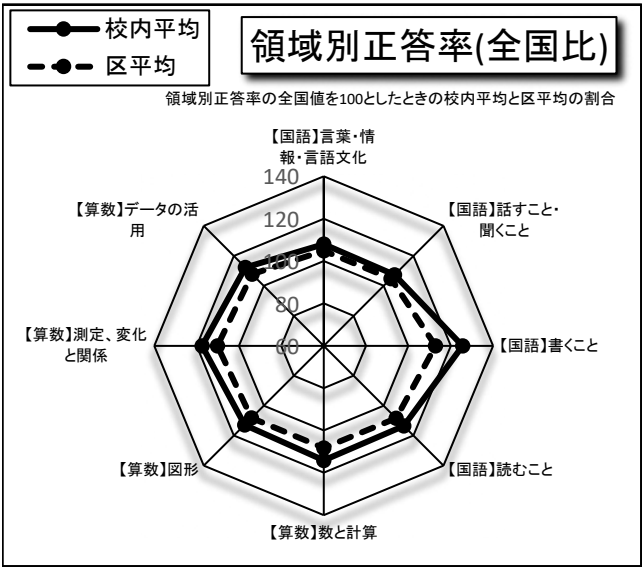 校内平均
区平均
領域別正答率(全国比)
領域別正答率の全国値を100としたときの校内平均と区平均の割合
【国語】言葉・情
報・言語文化
【国語】話すこと・
聞くこと
【国語】書くこと
【国語】読むこと
【算数】数と計算
【算数】図形
【算数】測定、変化
と関係
【算数】データの活
用
140
120
100
80
60